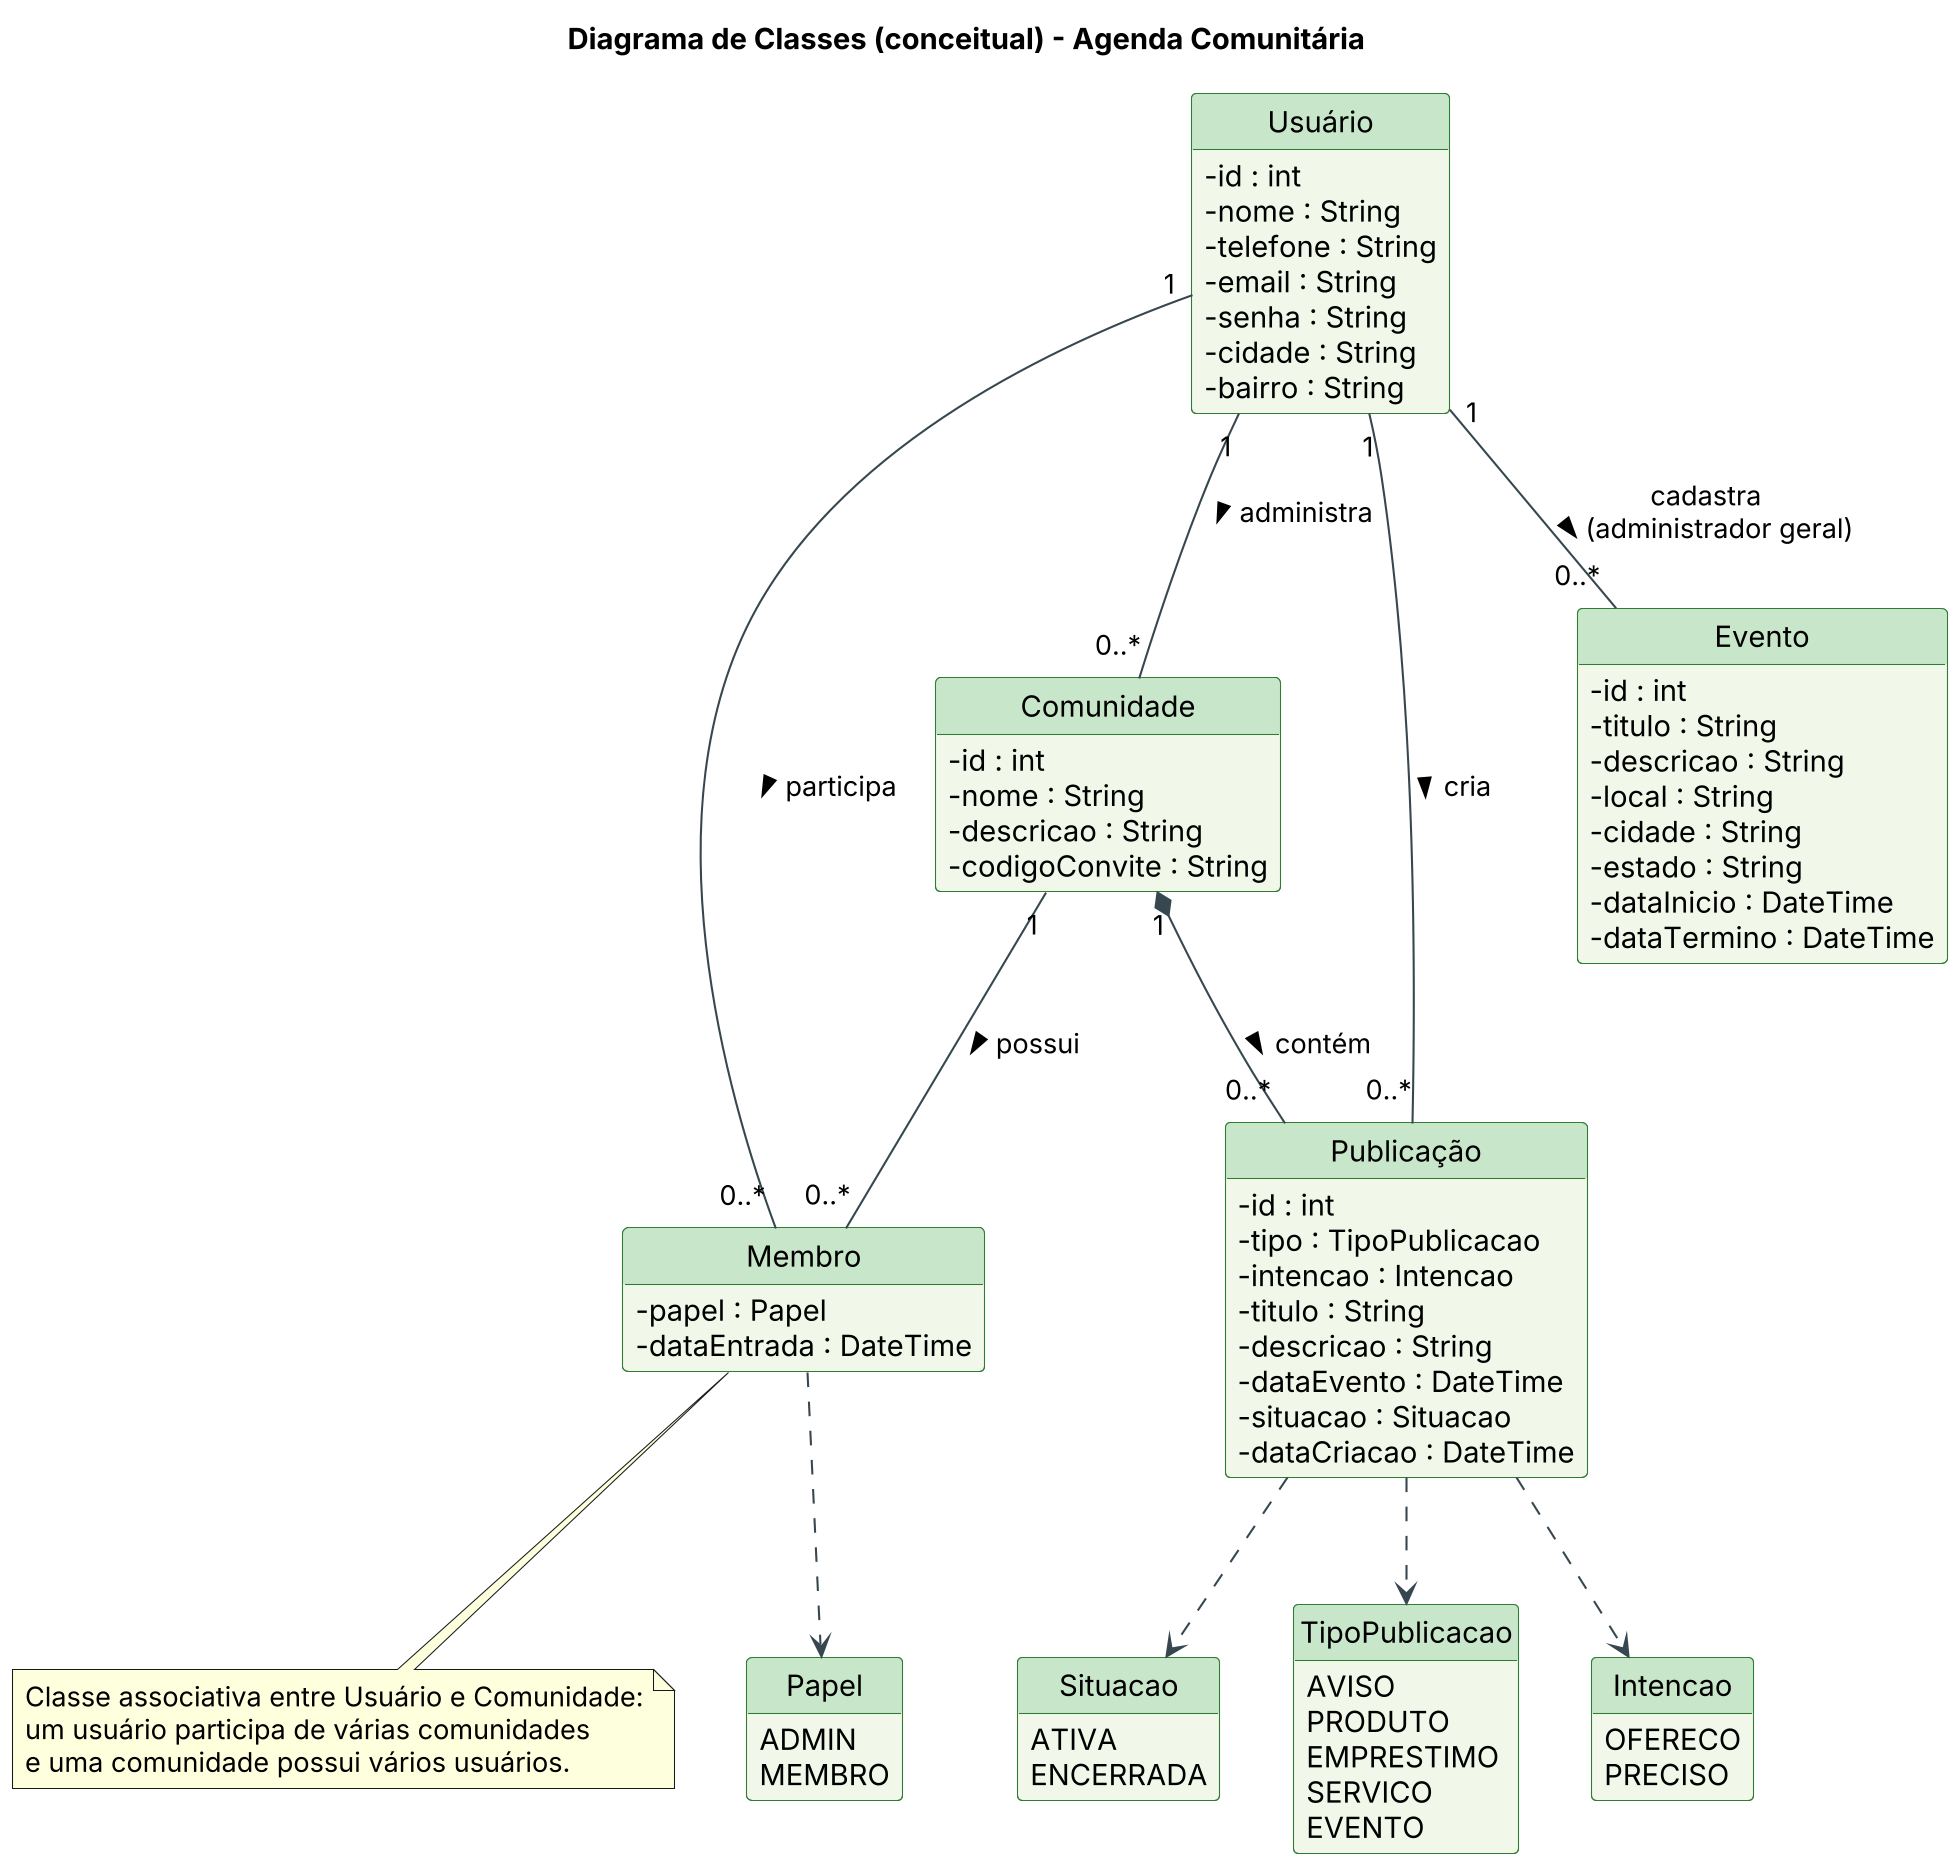 Diagrama de Classes (conceitual) - Agenda Comunitária
Usuário
-id : int
-nome : String
-telefone : String
-email : String
-senha : String
-cidade : String
-bairro : String
1
1
1
1
administra
cadastra
(administrador geral)
0..*
0..*
Evento
-id : int
-titulo : String
-descricao : String
-local : String
-cidade : String
-estado : String
-dataInicio : DateTime
-dataTermino : DateTime
Comunidade
-id : int
-nome : String
-descricao : String
-codigoConvite : String
participa
cria
1
1
possui
contém
0..*
0..*
0..*
0..*
Membro
-papel : Papel
-dataEntrada : DateTime
Publicação
-id : int
-tipo : TipoPublicacao
-intencao : Intencao
-titulo : String
-descricao : String
-dataEvento : DateTime
-situacao : Situacao
-dataCriacao : DateTime
Classe associativa entre Usuário e Comunidade:
um usuário participa de várias comunidades
e uma comunidade possui vários usuários.
Papel
ADMIN
MEMBRO
Situacao
ATIVA
ENCERRADA
TipoPublicacao
AVISO
PRODUTO
EMPRESTIMO
SERVICO
EVENTO
Intencao
OFERECO
PRECISO